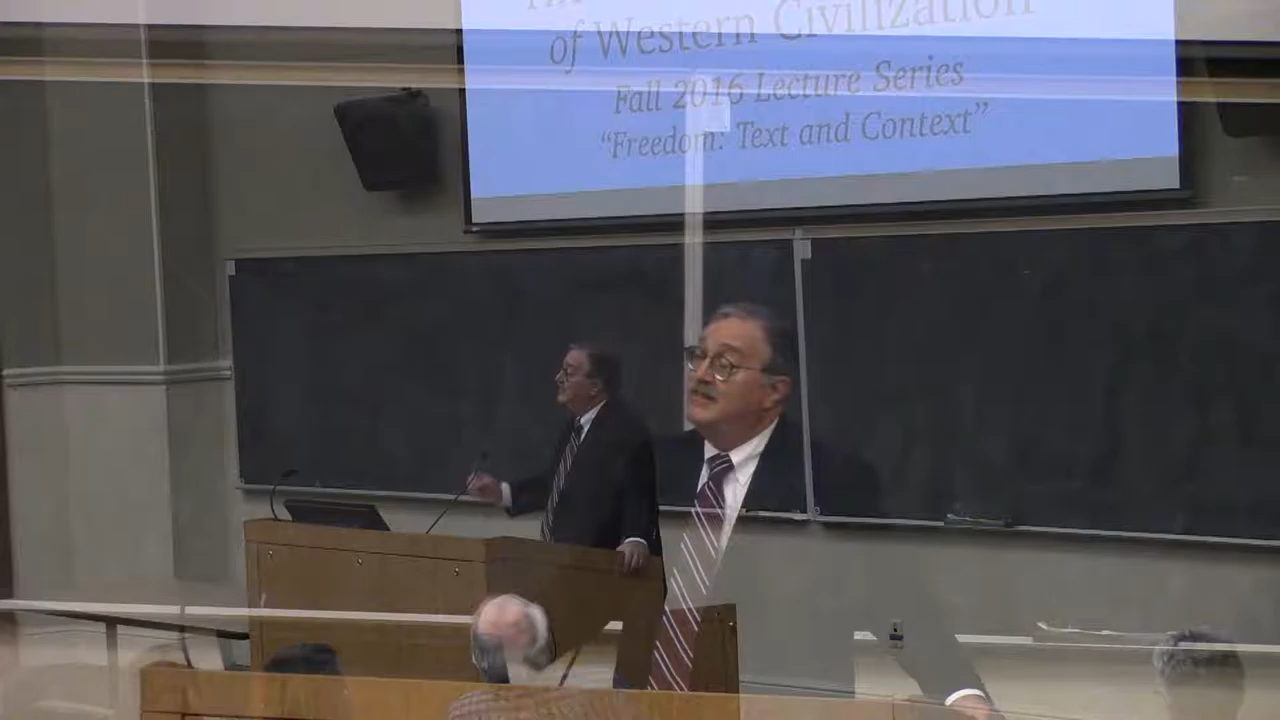 of Western Civilization
Fall 2016 Lecture Series
“Freedom: Text and Context”